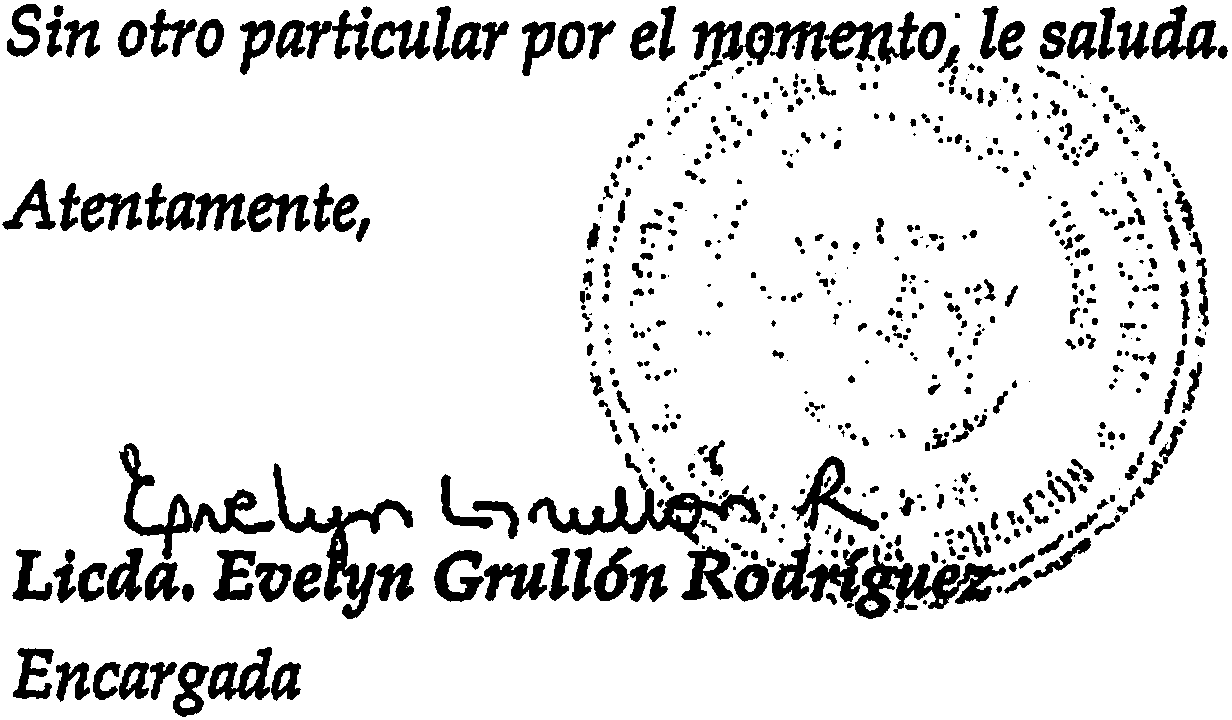 Sin otro particular por el momento, le saluda.
Atentamente,
Evelyn Grullón R.
Licda. Evelyn Grullón Rodríguez
Encargada